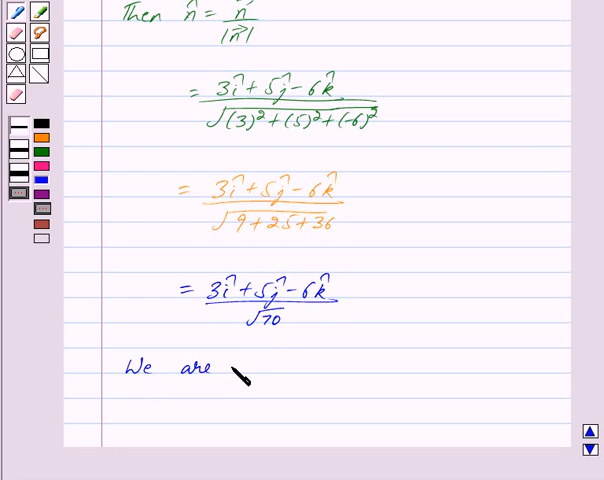 Then n̂ = n⃗ / |n⃗|
= 3î + 5ĵ - 6k̂ / √(3)² + (5)² + (-6)²
= 3î + 5ĵ - 6k̂ / √9 + 25 + 36
= 3î + 5ĵ - 6k̂ / √70
We are